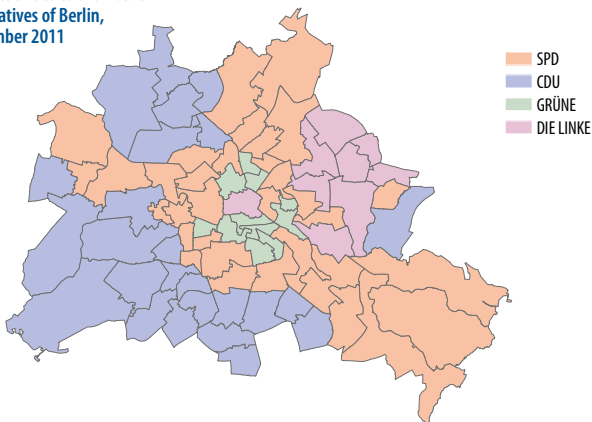 atives of Berlin,
mber 2011
SPD
CDU
GRÜNE
DIE LINKE